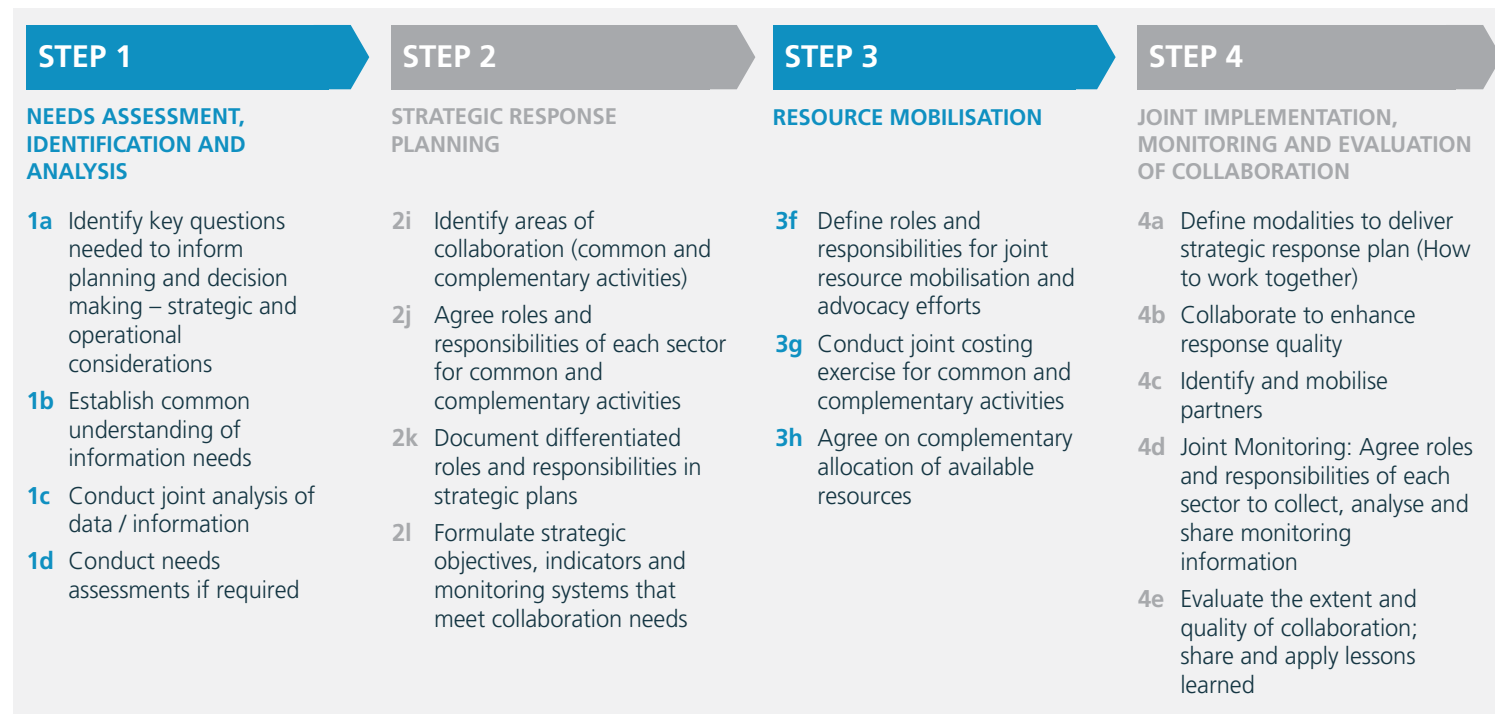 STEP 1
NEEDS ASSESSMENT,
IDENTIFICATION AND
ANALYSIS
1a Identify key questions
needed to inform
planning and decision
making – strategic and
operational
considerations
1b Establish common
understanding of
information needs
1c Conduct joint analysis of
data / information
1d Conduct needs
assessments if required
STEP 2
STRATEGIC RESPONSE
PLANNING
2i Identify areas of
collaboration (common and
complementary activities)
2j Agree roles and
responsibilities of each sector
for common and
complementary activities
2k Document differentiated
roles and responsibilities in
strategic plans
2l Formulate strategic
objectives, indicators and
monitoring systems that
meet collaboration needs
STEP 3
RESOURCE MOBILISATION
3f Define roles and
responsibilities for joint
resource mobilisation and
advocacy efforts
3g Conduct joint costing
exercise for common and
complementary activities
3h Agree on complementary
allocation of available
resources
STEP 4
JOINT IMPLEMENTATION,
MONITORING AND EVALUATION
OF COLLABORATION
4a Define modalities to deliver
strategic response plan (How
to work together)
4b Collaborate to enhance
response quality
4c Identify and mobilise
partners
4d Joint Monitoring: Agree roles
and responsibilities of each
sector to collect, analyse and
share monitoring
information
4e Evaluate the extent and
quality of collaboration;
share and apply lessons
learned